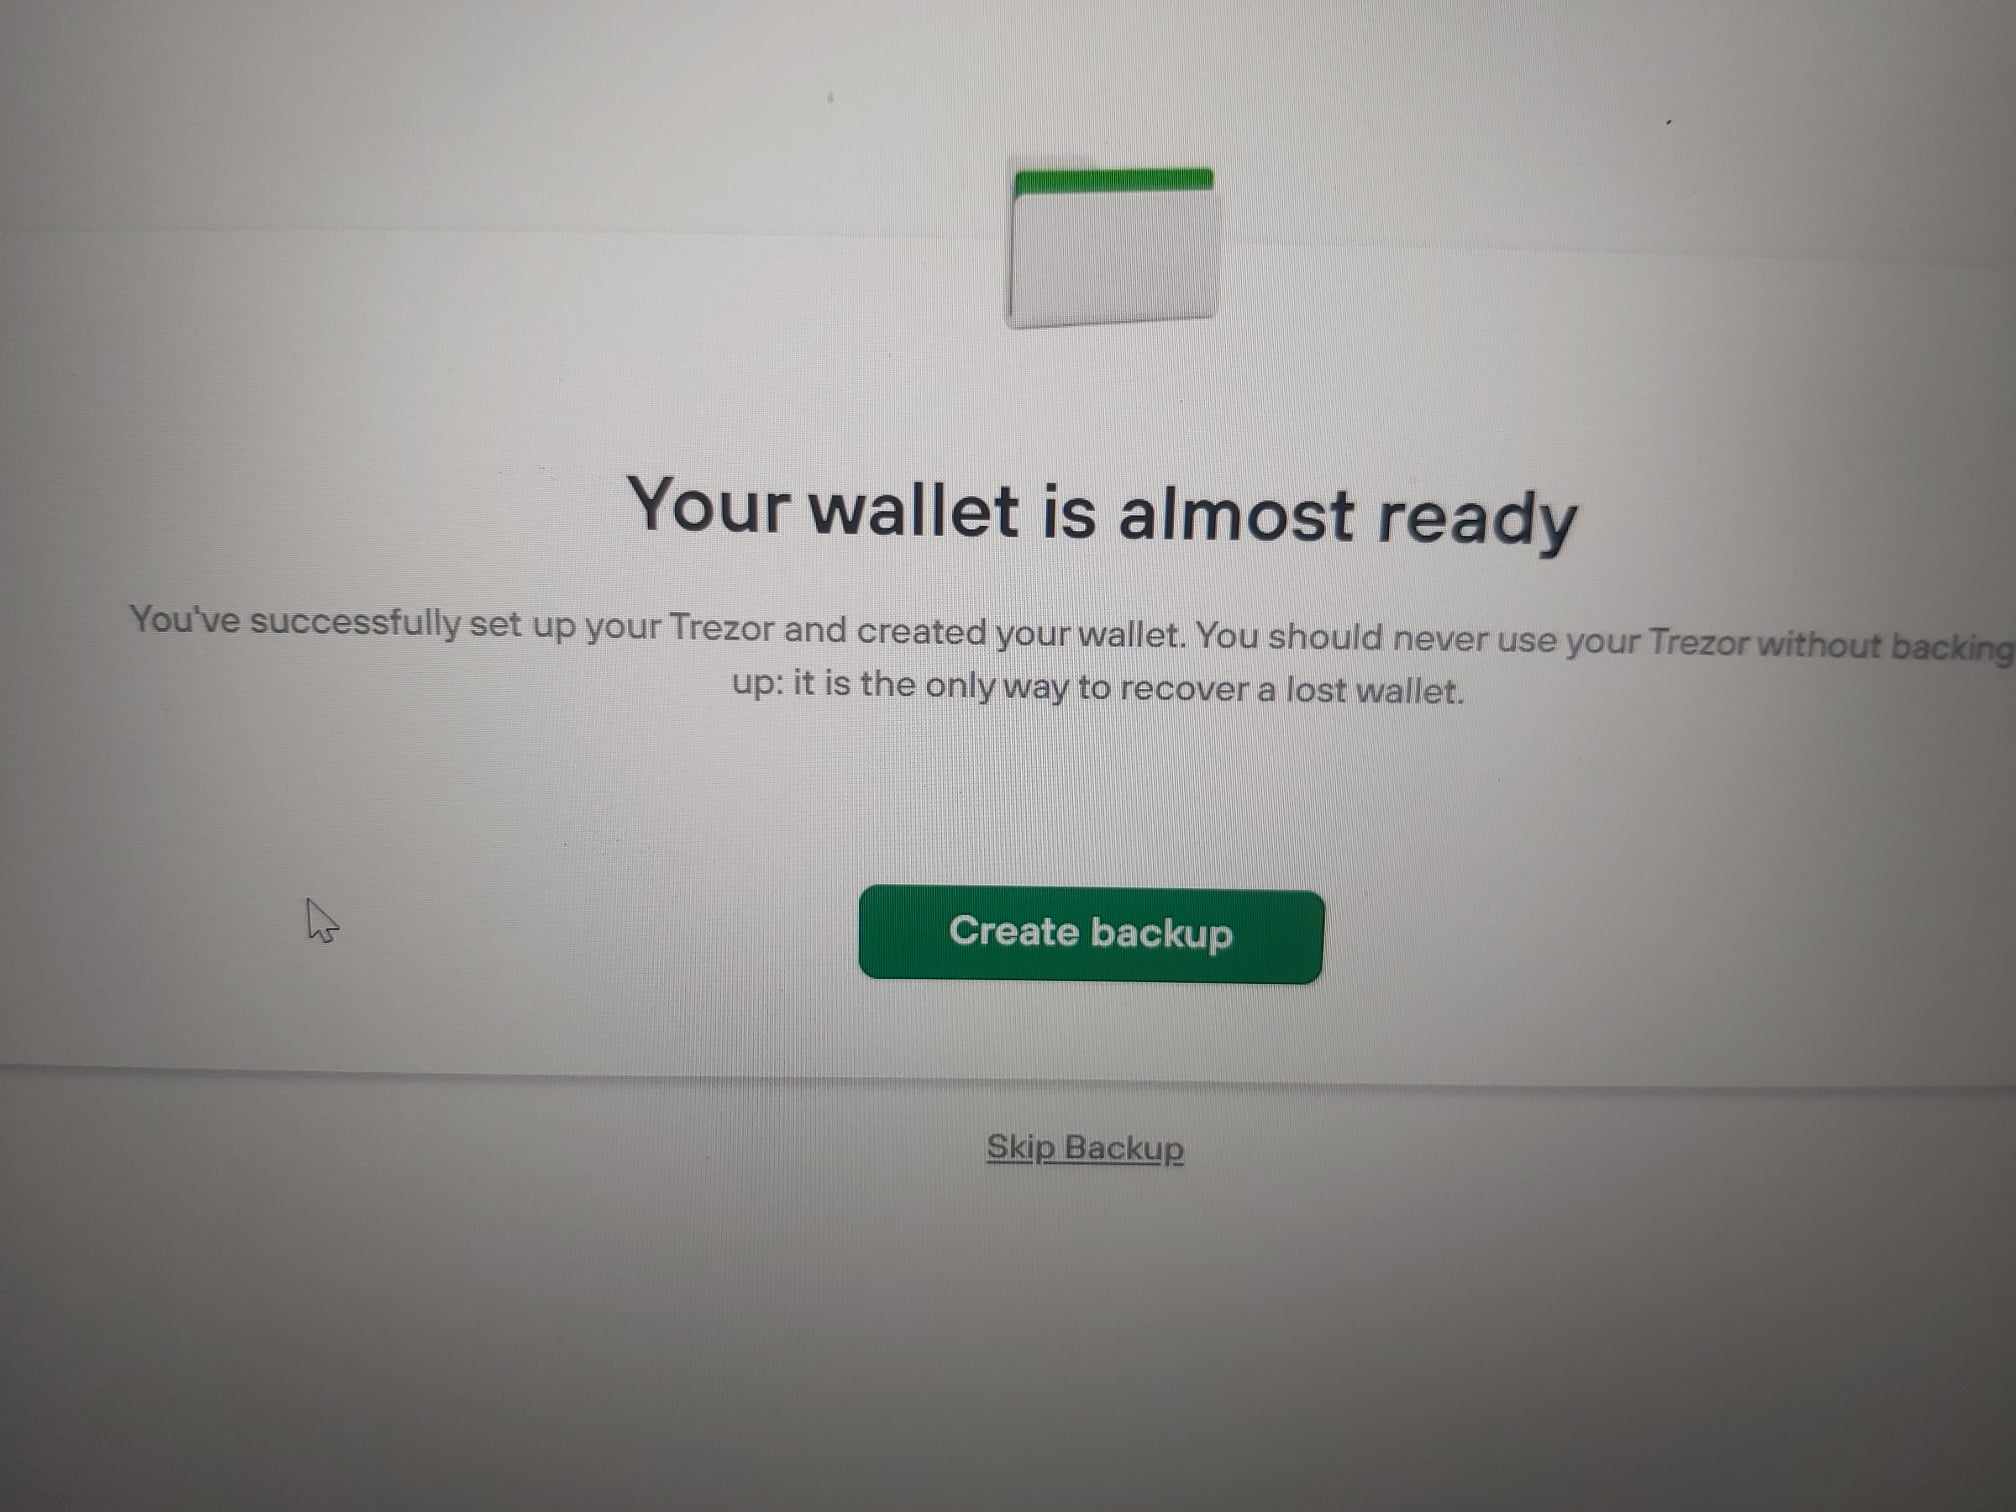 Your wallet is almost ready
You've successfully set up your Trezor and created your wallet. You should never use your Trezor without backing
up: it is the only way to recover a lost wallet.
Create backup
Skip Backup